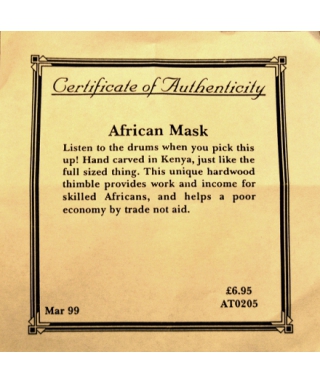 Certificate of Authenticity
African Mask
Listen to the drums when you pick this
up! Hand carved in Kenya, just like the
full sized thing. This unique hardwood
thimble provides work and income for
skilled Africans, and helps a poor
economy by trade not aid.
£6.95
AT0205
Mar 99